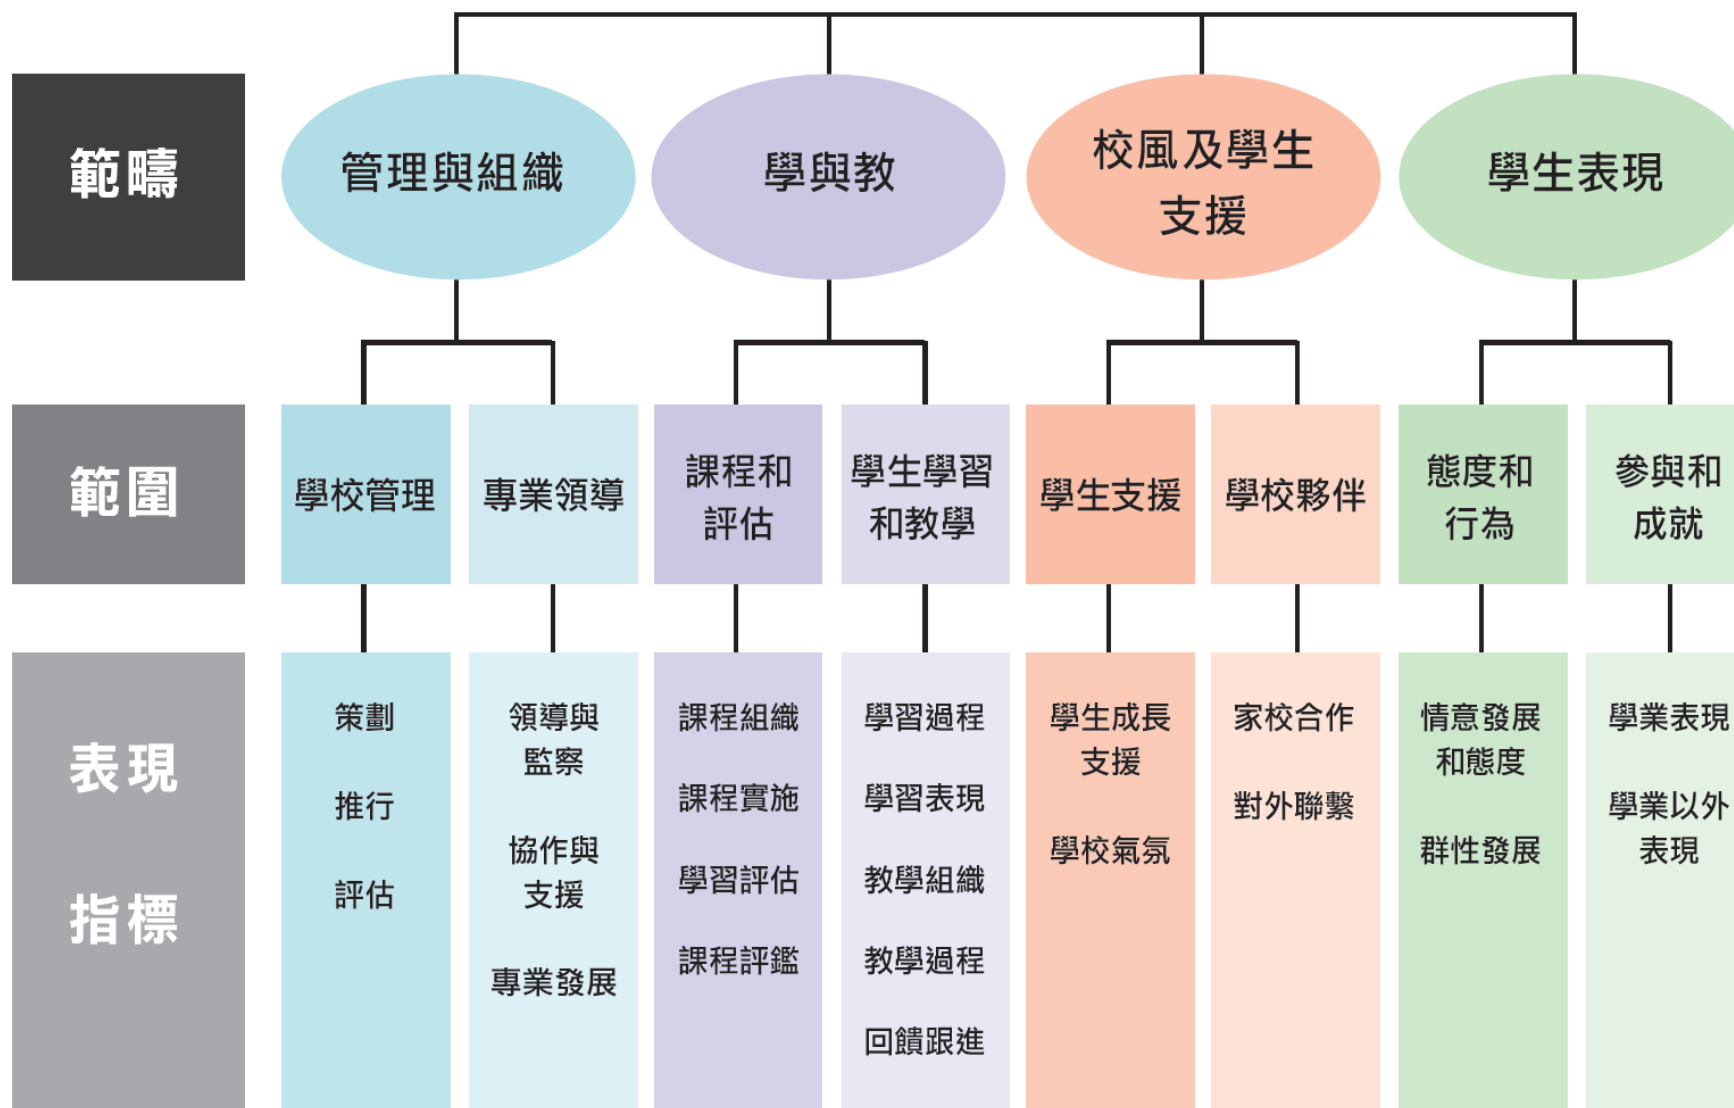 範疇
管理與組織
學與教
校風及學生
支援
學生表現
範圍
學校管理
專業領導
課程和
評估
學生學習
和教學
學生支援
學校夥伴
態度和
行為
參與和
成就
表現
指標
策劃
推行
評估
領導與
監察
協作與
支援
專業發展
課程組織
課程實施
學習評估
課程評鑑
學習過程
學習表現
教學組織
教學過程
回饋跟進
學生成長
支援
學校氣氛
家校合作
對外聯繫
情意發展
和態度
群性發展
學業表現
學業以外
表現